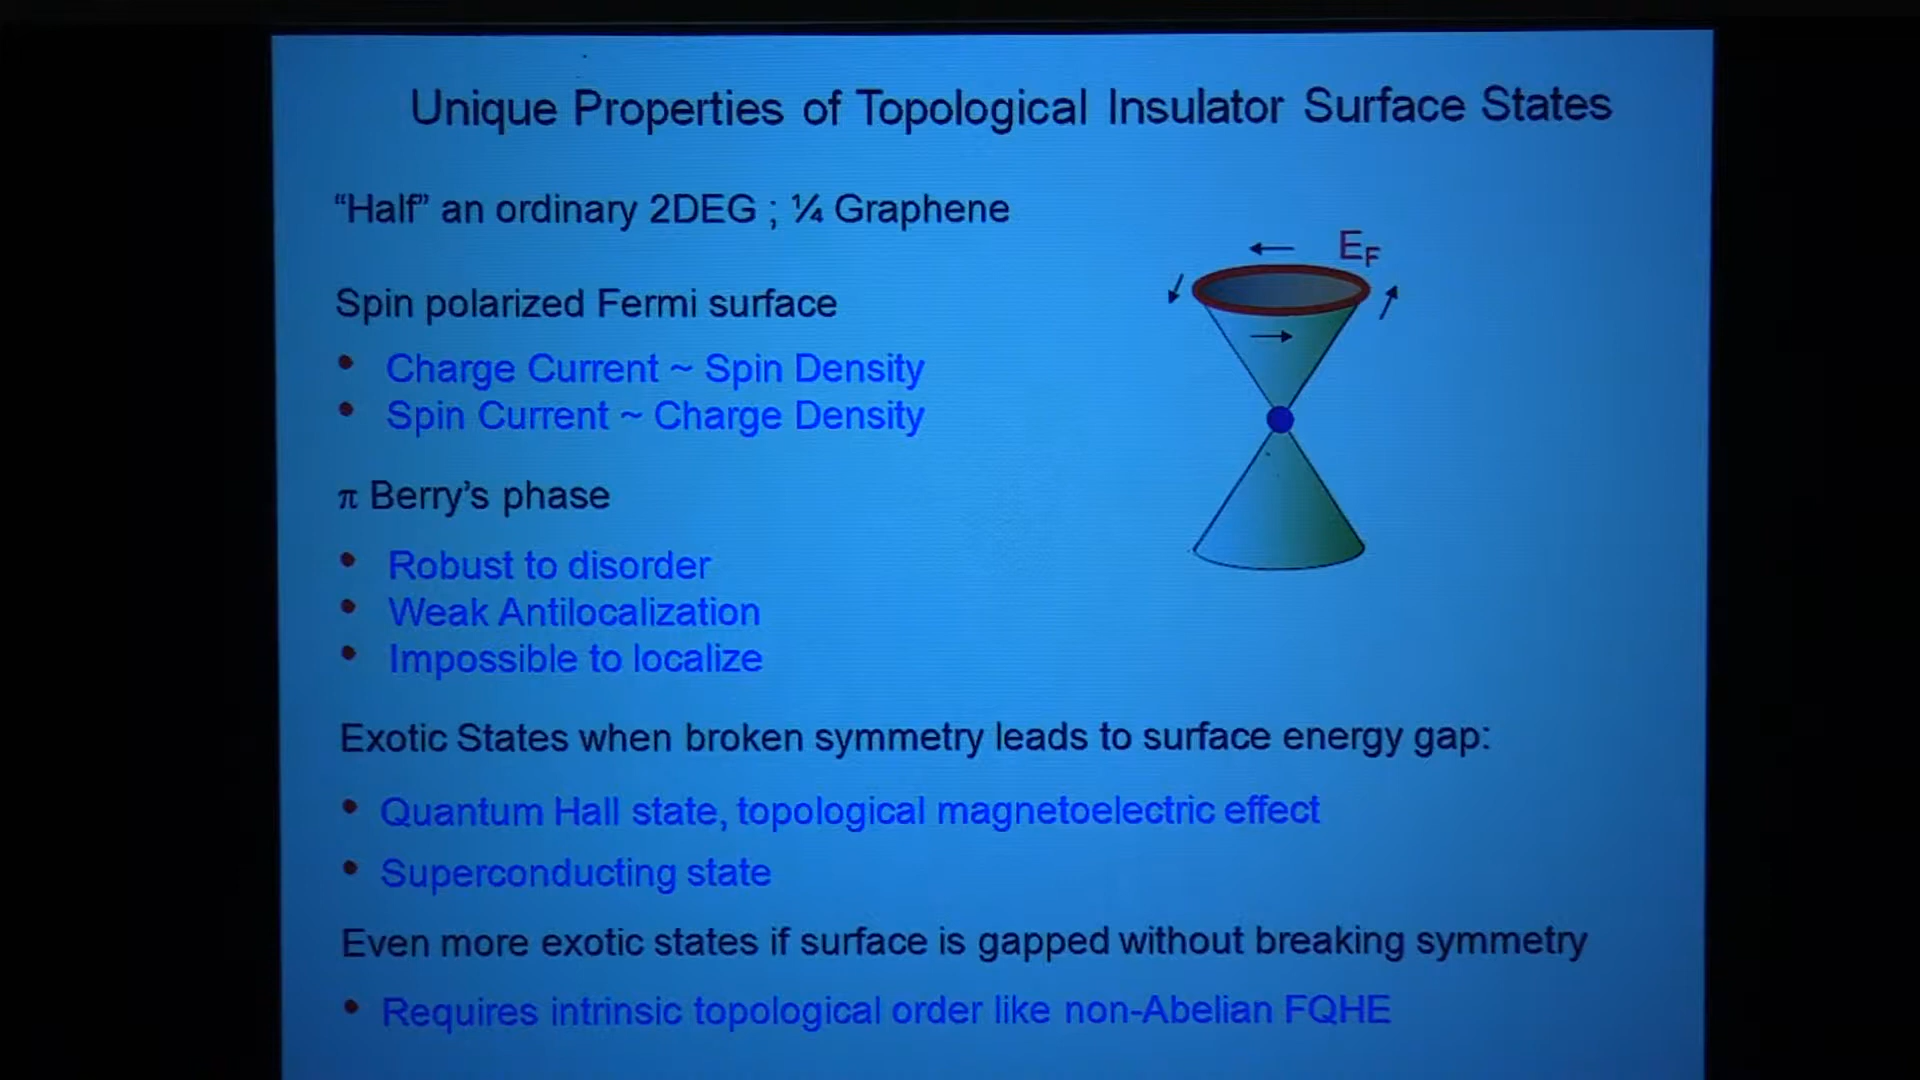 Unique Properties of Topological Insulator Surface States
“Half” an ordinary 2DEG ; ¼ Graphene
E_F
Spin polarized Fermi surface
• Charge Current ~ Spin Density
• Spin Current ~ Charge Density
π Berry’s phase
• Robust to disorder
• Weak Antilocalization
• Impossible to localize
Exotic States when broken symmetry leads to surface energy gap:
• Quantum Hall state, topological magnetoelectric effect
• Superconducting state
Even more exotic states if surface is gapped without breaking symmetry
• Requires intrinsic topological order like non-Abelian FQHE